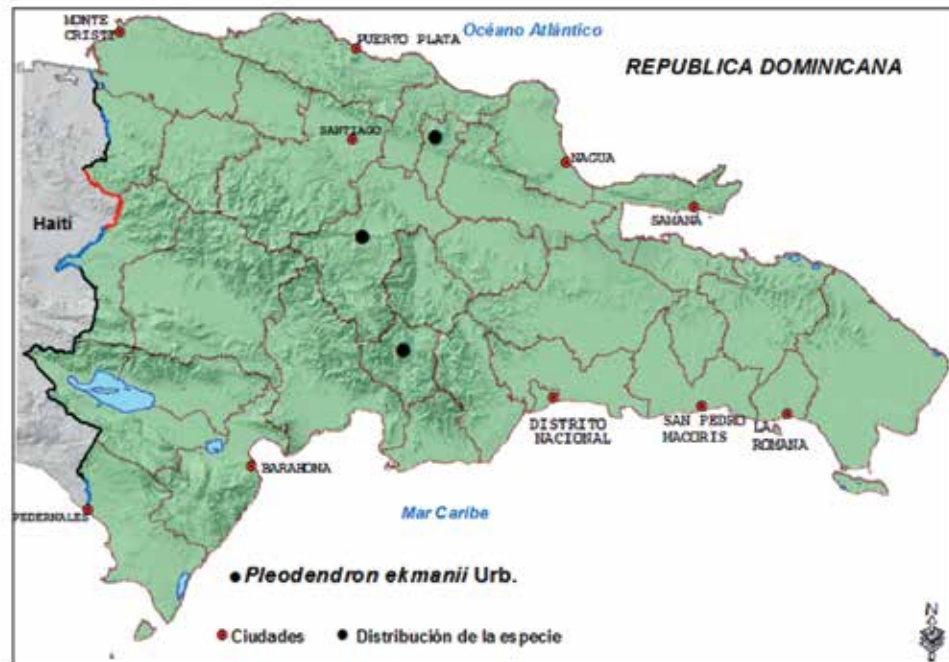 MONTE
CRISTI
PUERTO PLATA
Océano Atlántico
REPUBLICA DOMINICANA
SANTIAGO
NAGUA
SAMANA
Haití
DISTRITO
NACIONAL
SAN PEDRO
MACORIS
LA
ROMANA
BARAHONA
PEDERNALES
Mar Caribe
Pleodendron ekmanii Urb.
Ciudades
Distribución de la especie
N